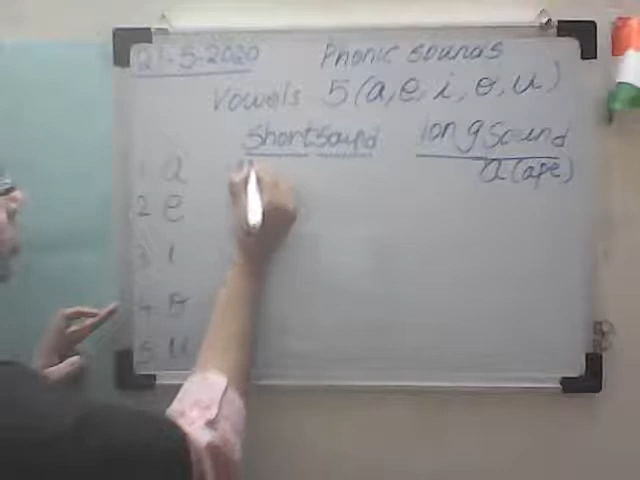 21-5-2020 Phonic sounds
Vowels 5 (a, e, i, o, u)
Short Sound long Sound
1 a a (ape)
2 e
3 i
4 o
5 u